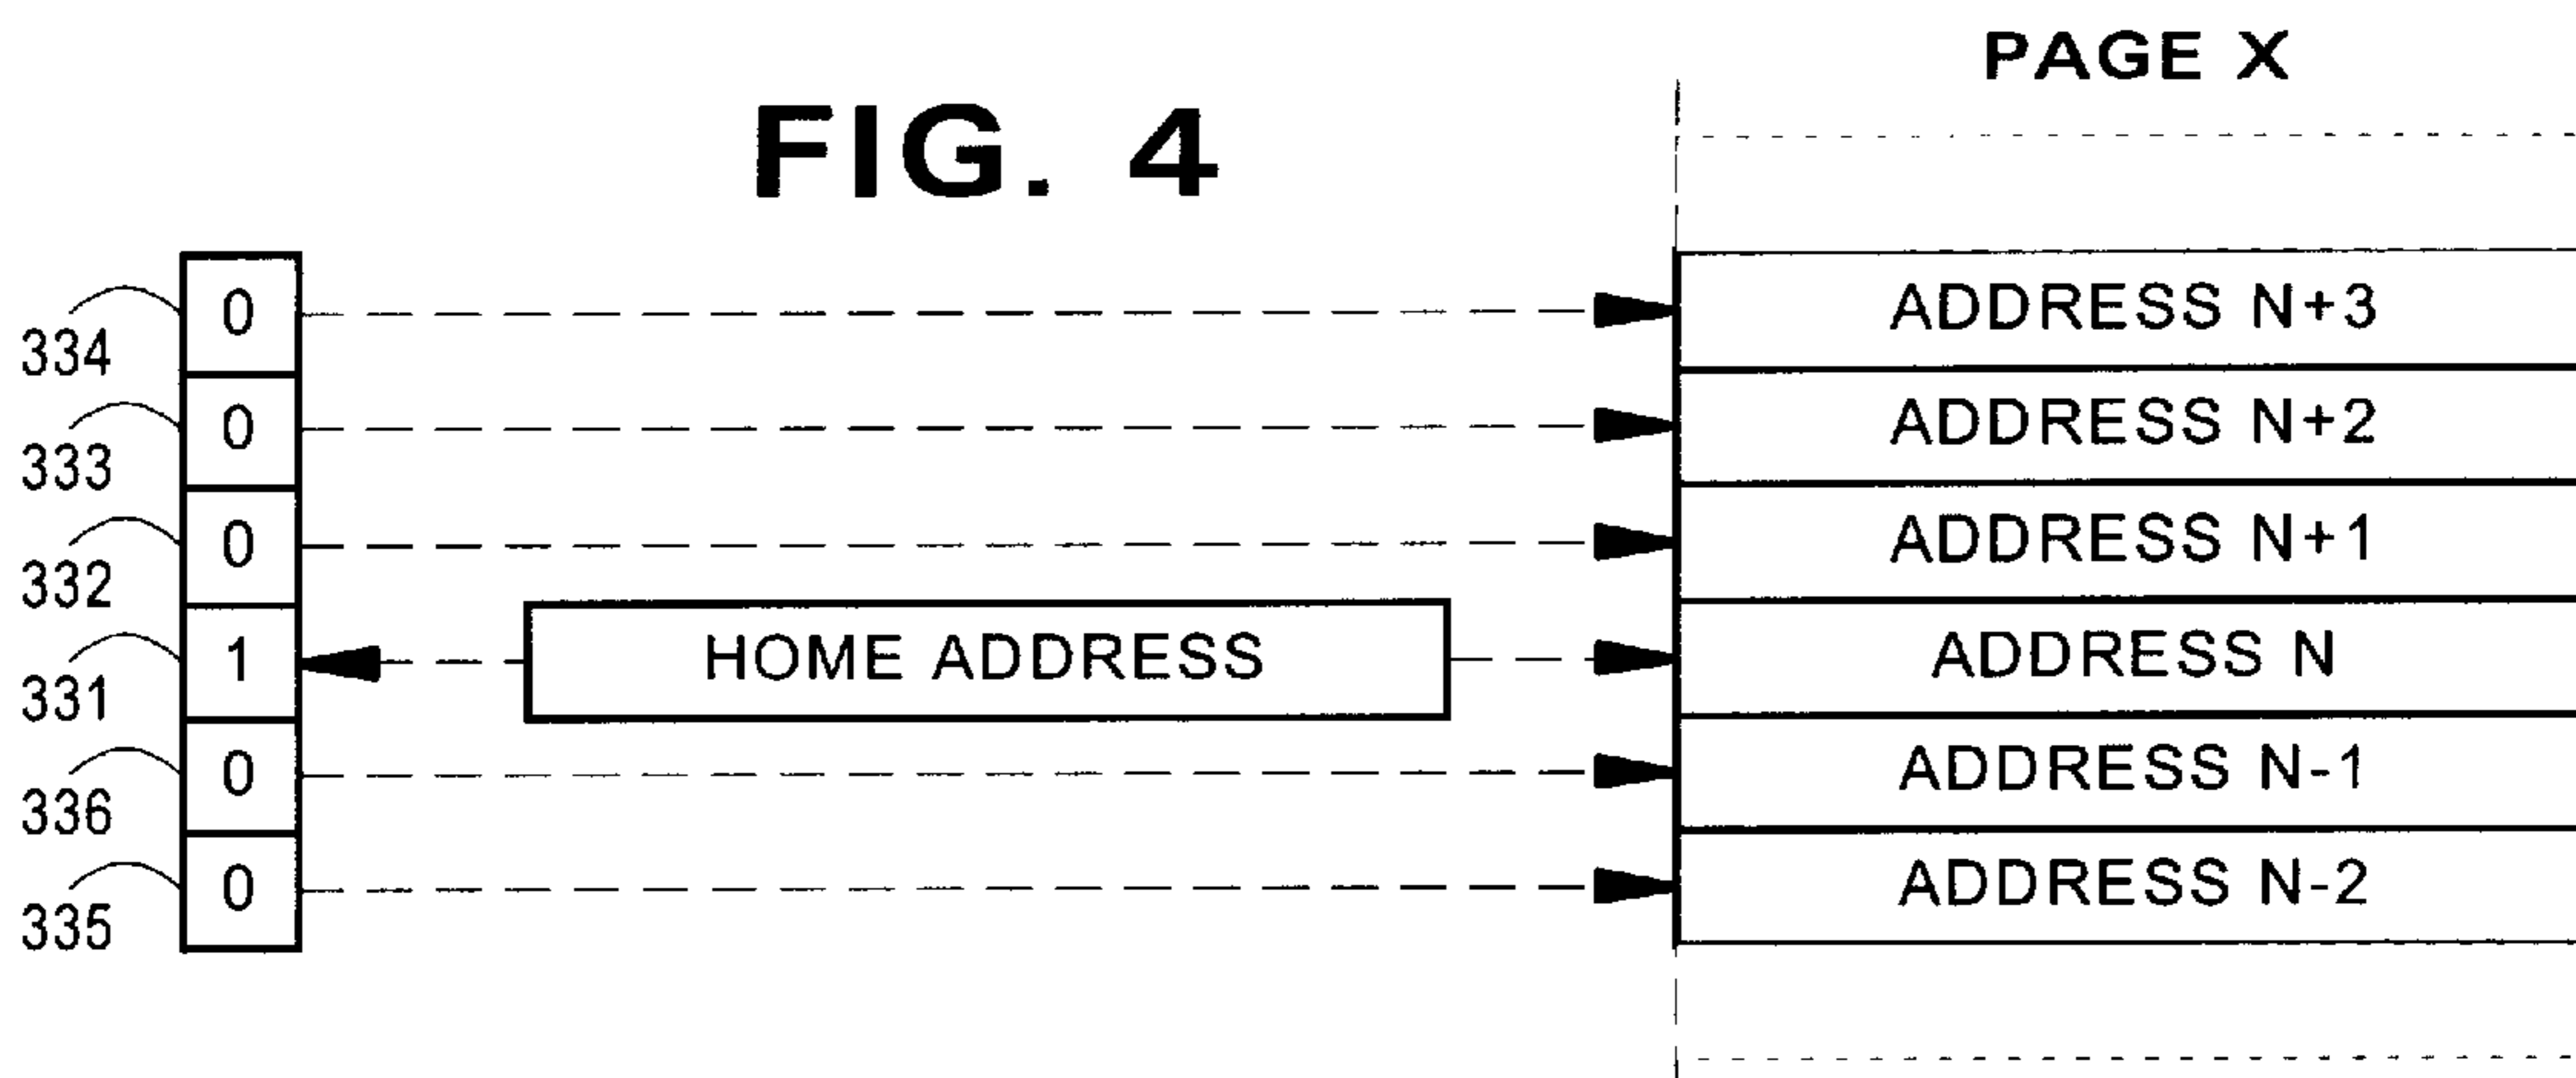 PAGE X
FIG. 4
334 0 ADDRESS N+3
333 0 ADDRESS N+2
332 0 ADDRESS N+1
331 1 HOME ADDRESS ADDRESS N
336 0 ADDRESS N-1
335 0 ADDRESS N-2